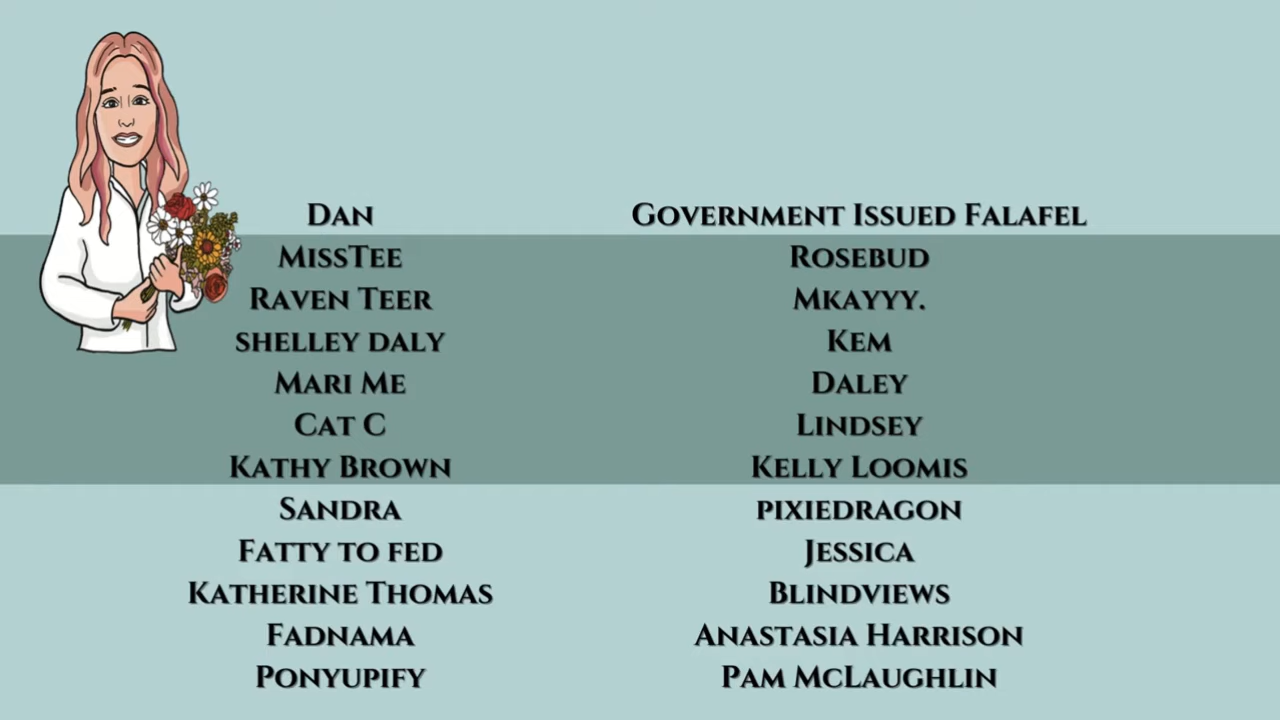 Dan
MissTee
Raven Teer
shelley daly
Mari Me
Cat C
Kathy Brown
Sandra
Fatty to fed
Katherine Thomas
Fadnama
Ponyupify
Government Issued Falafel
Rosebud
Mkayyy.
Kem
Daley
Lindsey
Kelly Loomis
pixiedragon
Jessica
Blindviews
Anastasia Harrison
Pam McLaughlin